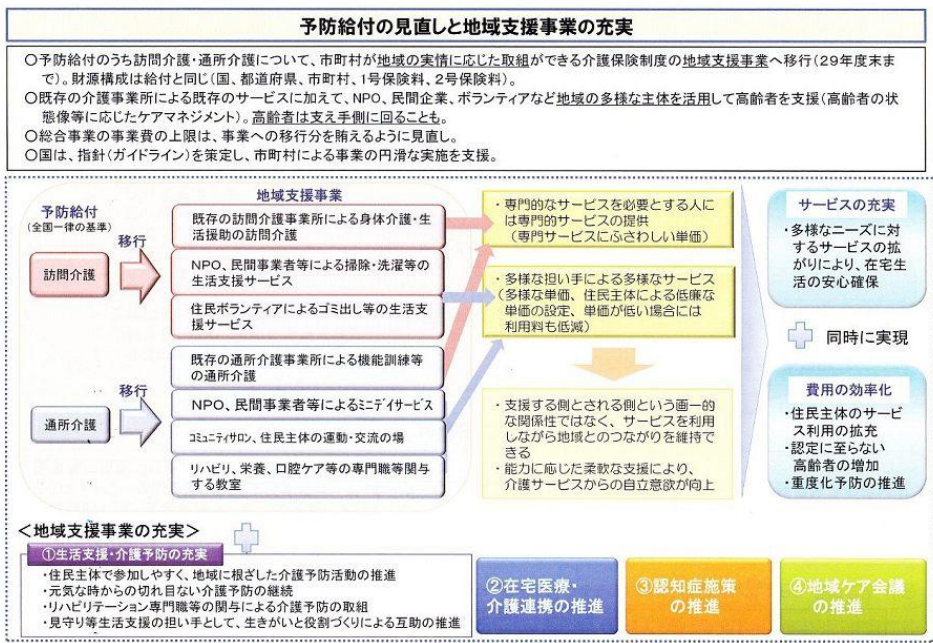 予防給付の見直しと地域支援事業の充実
○予防給付のうち訪問介護・通所介護について、市町村が地域の実情に応じた取組ができる介護保険制度の地域支援事業へ移行(29年度末ま
で)。財源構成は給付と同じ(国、都道府県、市町村、1号保険料、2号保険料)。
○既存の介護事業所による既存のサービスに加えて、NPO、民間企業、ボランティアなど地域の多様な主体を活用して高齢者を支援(高齢者の状
態像等に応じたケアマネジメント)。高齢者は支え手側に回ることも。
○総合事業の事業費の上限は、事業への移行分を賄えるように見直し。
○国は、指針(ガイドライン)を策定し、市町村による事業の円滑な実施を支援。
予防給付
(全国一律の基準)
移行
訪問介護
移行
通所介護
地域支援事業
既存の訪問介護事業所による身体介護・生
活援助の訪問介護
NPO、民間事業者等による掃除・洗濯等の
生活支援サービス
住民ボランティアによるゴミ出し等の生活支
援サービス
既存の通所介護事業所による機能訓練等
の通所介護
NPO、民間事業者等によるミニデイサービス
コミュニティサロン、住民主体の運動・交流の場
リハビリ、栄養、口腔ケア等の専門職等関与
する教室
・専門的なサービスを必要とする人に
は専門的サービスの提供
(専門サービスにふさわしい単価)
・多様な担い手による多様なサービス
(多様な単価、住民主体による低廉な
単価の設定、単価が低い場合には
利用料も低減)
・支援する側とされる側という画一的
な関係性ではなく、サービスを利用
しながら地域とのつながりを維持で
きる
・能力に応じた柔軟な支援により、
介護サービスからの自立意欲が向上
サービスの充実
・多様なニーズに対
するサービスの拡
がりにより、在宅生
活の安心確保
同時に実現
費用の効率化
・住民主体のサービ
ス利用の拡充
・認定に至らない
高齢者の増加
・重度化予防の推進
<地域支援事業の充実>
①生活支援・介護予防の充実
・住民主体で参加しやすく、地域に根ざした介護予防活動の推進
・元気な時からの切れ目ない介護予防の継続
・リハビリテーション専門職等の関与による介護予防の取組
・見守り等生活支援の担い手として、生きがいと役割づくりによる互助の推進
②在宅医療・
介護連携の推進
③認知症施策
の推進
④地域ケア会議
の推進